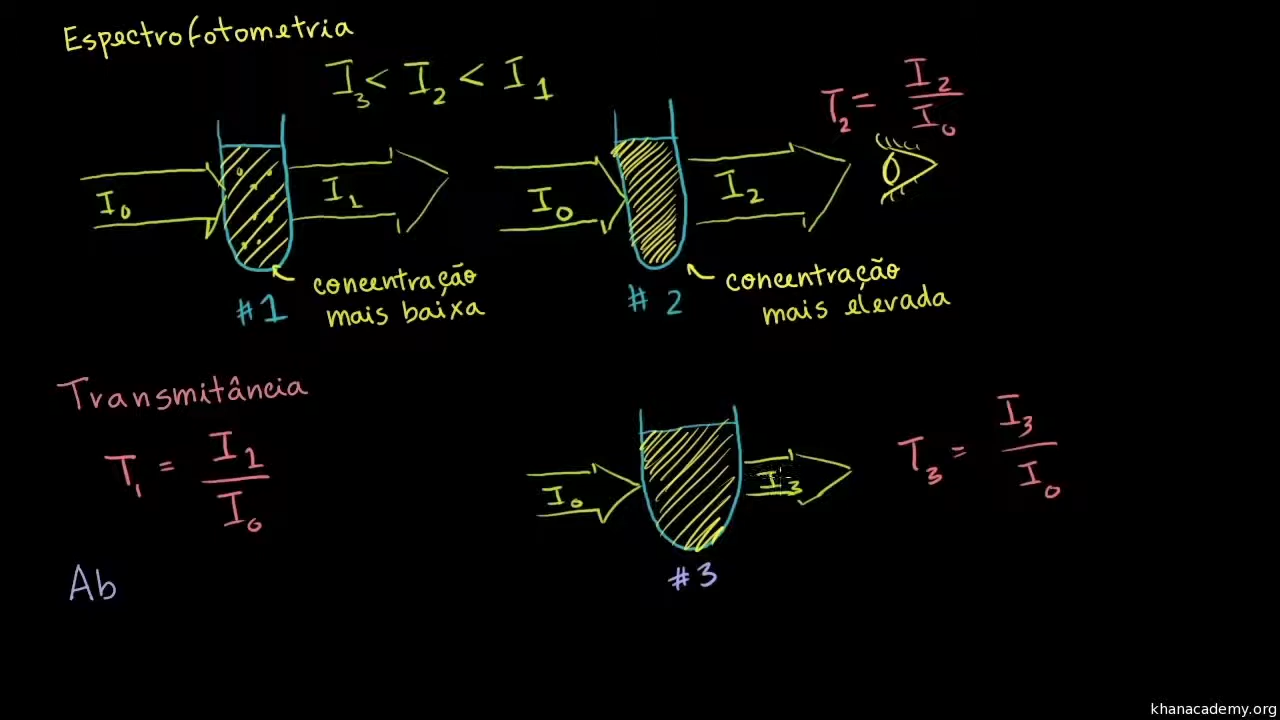 Espectrofotometria
I₃ < I₂ < I₁
T₂ = I₂/I₀
I₀
I₁
I₀
I₂
concentração
mais baixa
#1
concentração
mais elevada
#2
Transmitância
T₁ = I₁/I₀
I₀
I₃
T₃ = I₃/I₀
#3
Ab
khanacademy.org